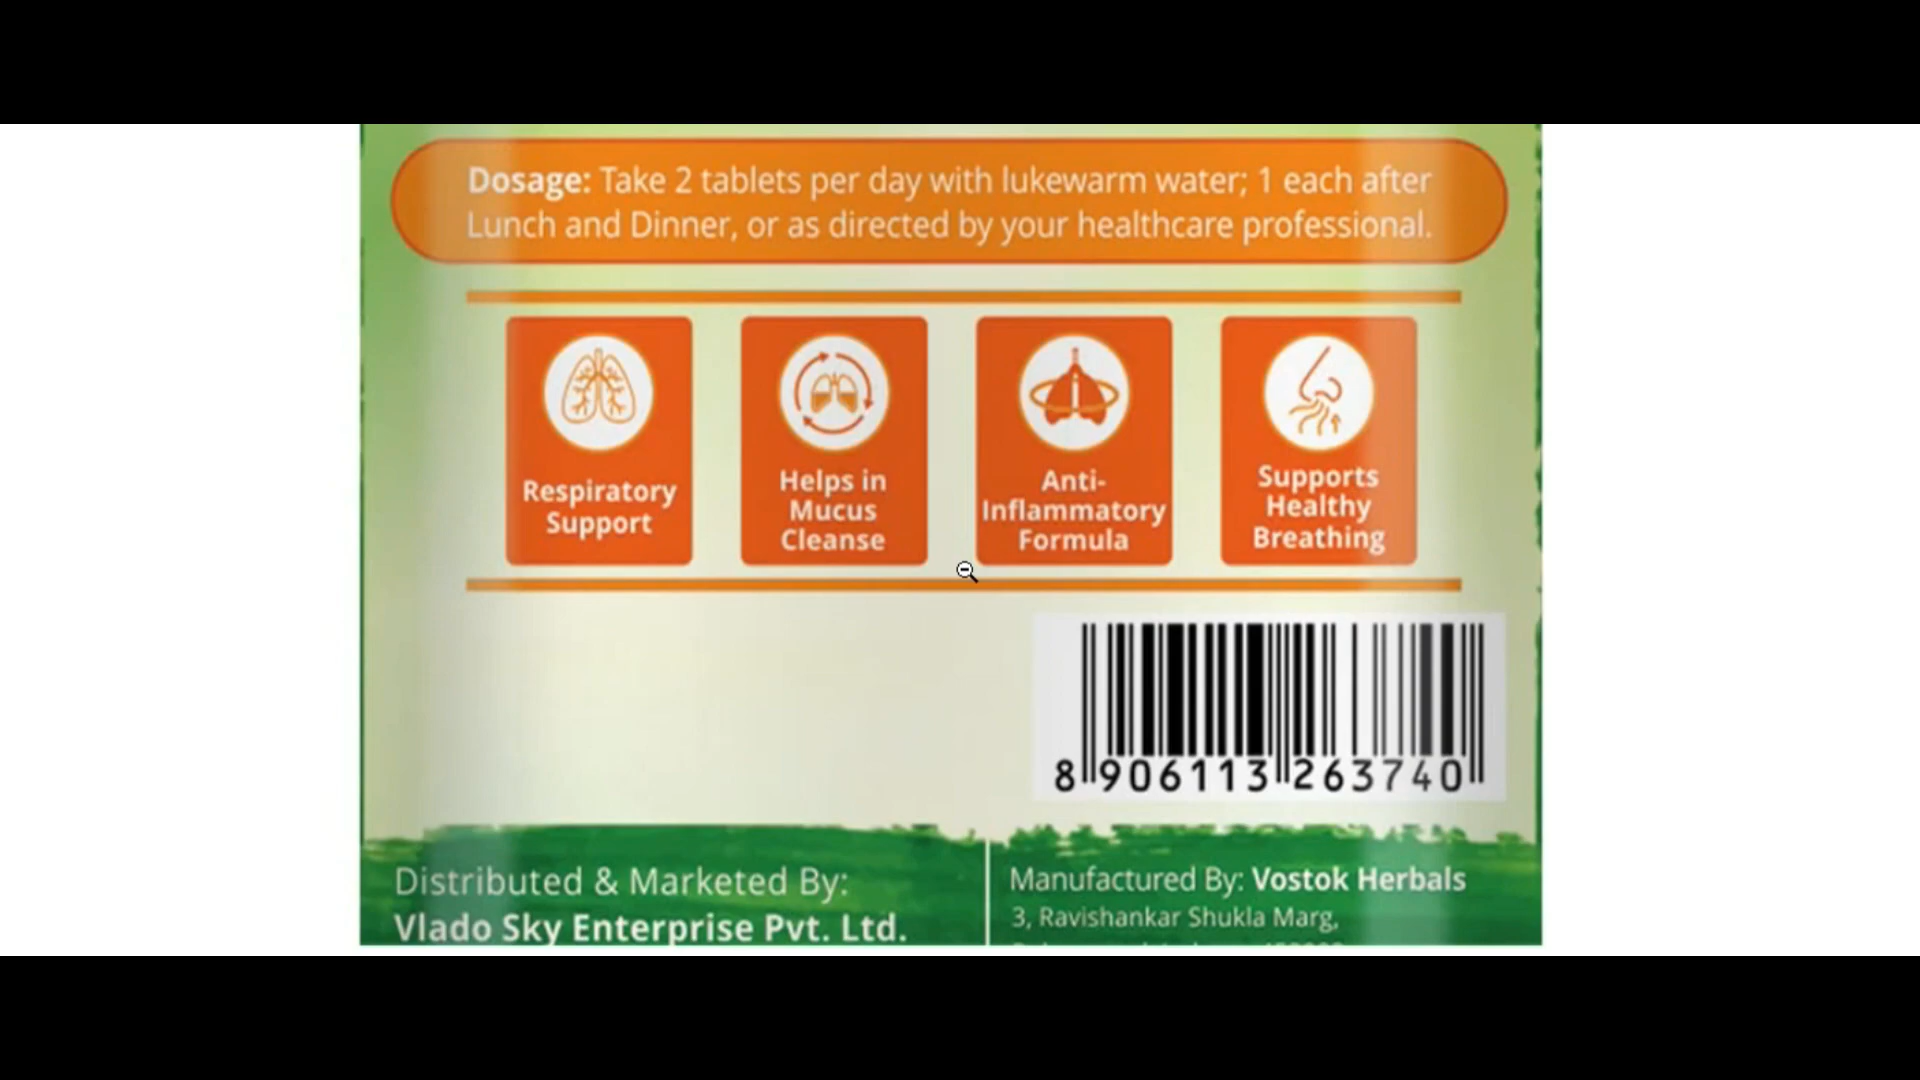 Dosage: Take 2 tablets per day with lukewarm water; 1 each after
Lunch and Dinner, or as directed by your healthcare professional.
Respiratory
Support
Helps in
Mucus
Cleanse
Anti-
Inflammatory
Formula
Supports
Healthy
Breathing
8 906113 263740
Distributed & Marketed By:
Vlado Sky Enterprise Pvt. Ltd.
Manufactured By: Vostok Herbals
3, Ravishankar Shukla Marg,